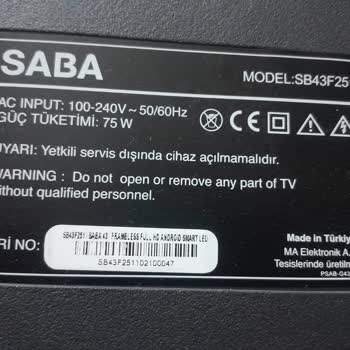 SABA
MODEL:SB43F25
AC INPUT: 100-240V ~ 50/60Hz
GÜÇ TÜKETİMİ: 75 W
UYARI: Yetkili servis dışında cihaz açılmamalıdır.
WARNING : Do not open or remove any part of TV
without qualified personnel.
Rİ NO:
SB43F251 - SABA 43 FRAMELESS FULL HD ANDROID SMART LED
SB43F251102100047
Made in Türkiy
MA Elektronik A.
Tesislerinde üretilm
PSAB-G43